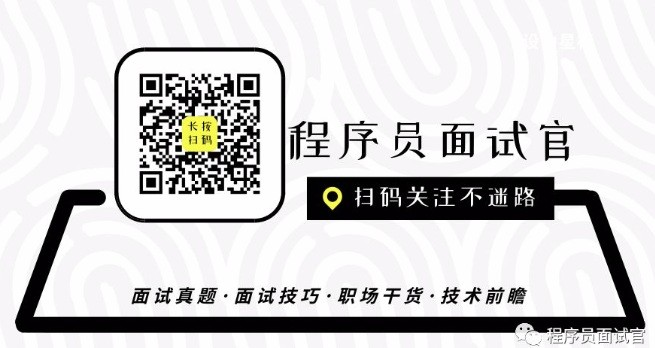 长按
扫码
程序员面试官
扫码关注不迷路
面试真题·面试技巧·职场干货·技术前瞻
程序员面试官